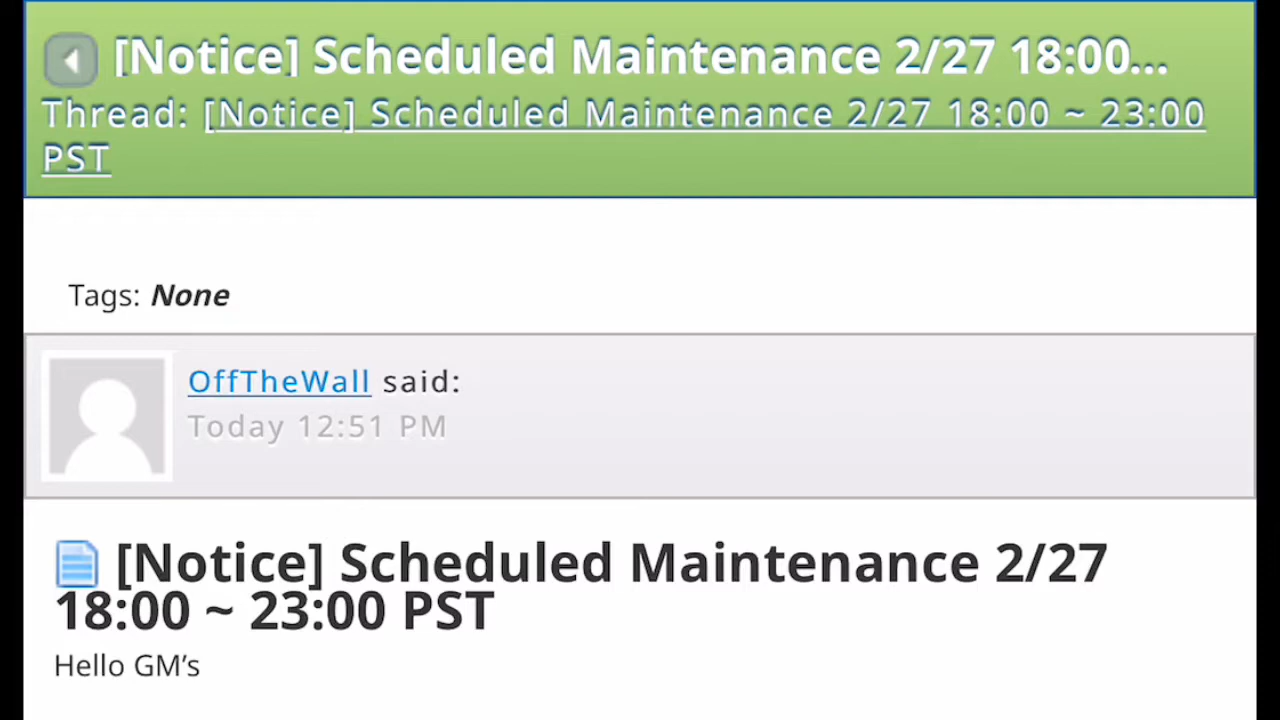 [Notice] Scheduled Maintenance 2/27 18:00...
Thread: [Notice] Scheduled Maintenance 2/27 18:00 ~ 23:00
PST
Tags: None
OffTheWall said:
Today 12:51 PM
[Notice] Scheduled Maintenance 2/27
18:00 ~ 23:00 PST
Hello GM’s